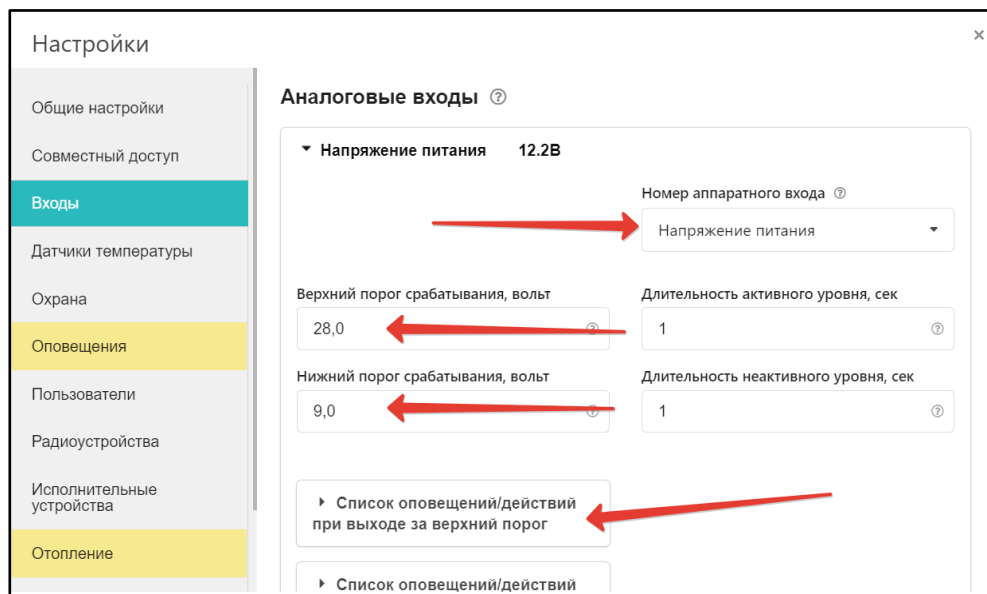 Настройки
×
Общие настройки
Совместный доступ
Входы
Датчики температуры
Охрана
Оповещения
Пользователи
Радиоустройства
Исполнительные
устройства
Отопление
Аналоговые входы ?
Напряжение питания 12.2В
Номер аппаратного входа ?
Напряжение питания
Верхний порог срабатывания, вольт
28,0 ?
Длительность активного уровня, сек
1 ?
Нижний порог срабатывания, вольт
9,0 ?
Длительность неактивного уровня, сек
1 ?
Список оповещений/действий
при выходе за верхний порог
Список оповещений/действий